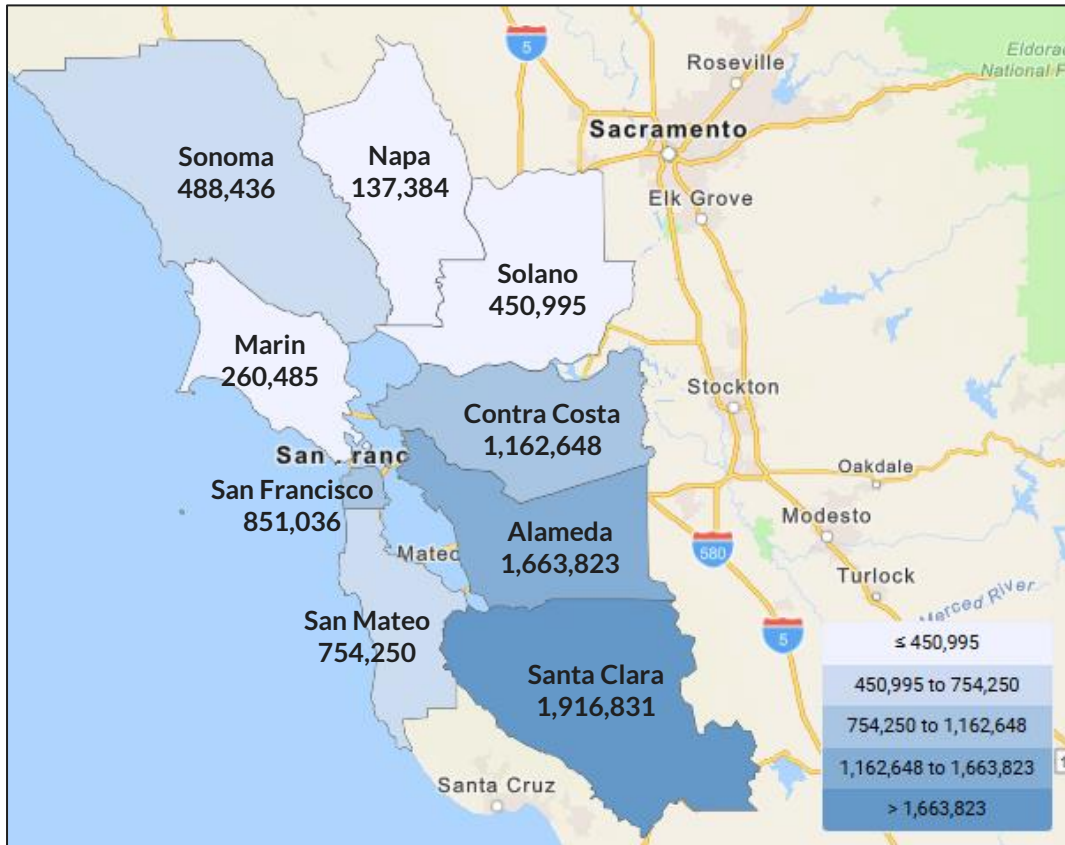 5
Roseville
Eldorad
National F
Sacramento
Sonoma
488,436
Napa
137,384
Elk Grove
Solano
450,995
Marin
260,485
Stockton
Contra Costa
1,162,648
San Franc
Oakdale
San Francisco
851,036
Modesto
Alameda
1,663,823
Mateo
580
Turlock
Merced River
San Mateo
754,250
5
≤ 450,995
Santa Clara
1,916,831
450,995 to 754,250
754,250 to 1,162,648
1,162,648 to 1,663,823
1
Santa Cruz
> 1,663,823